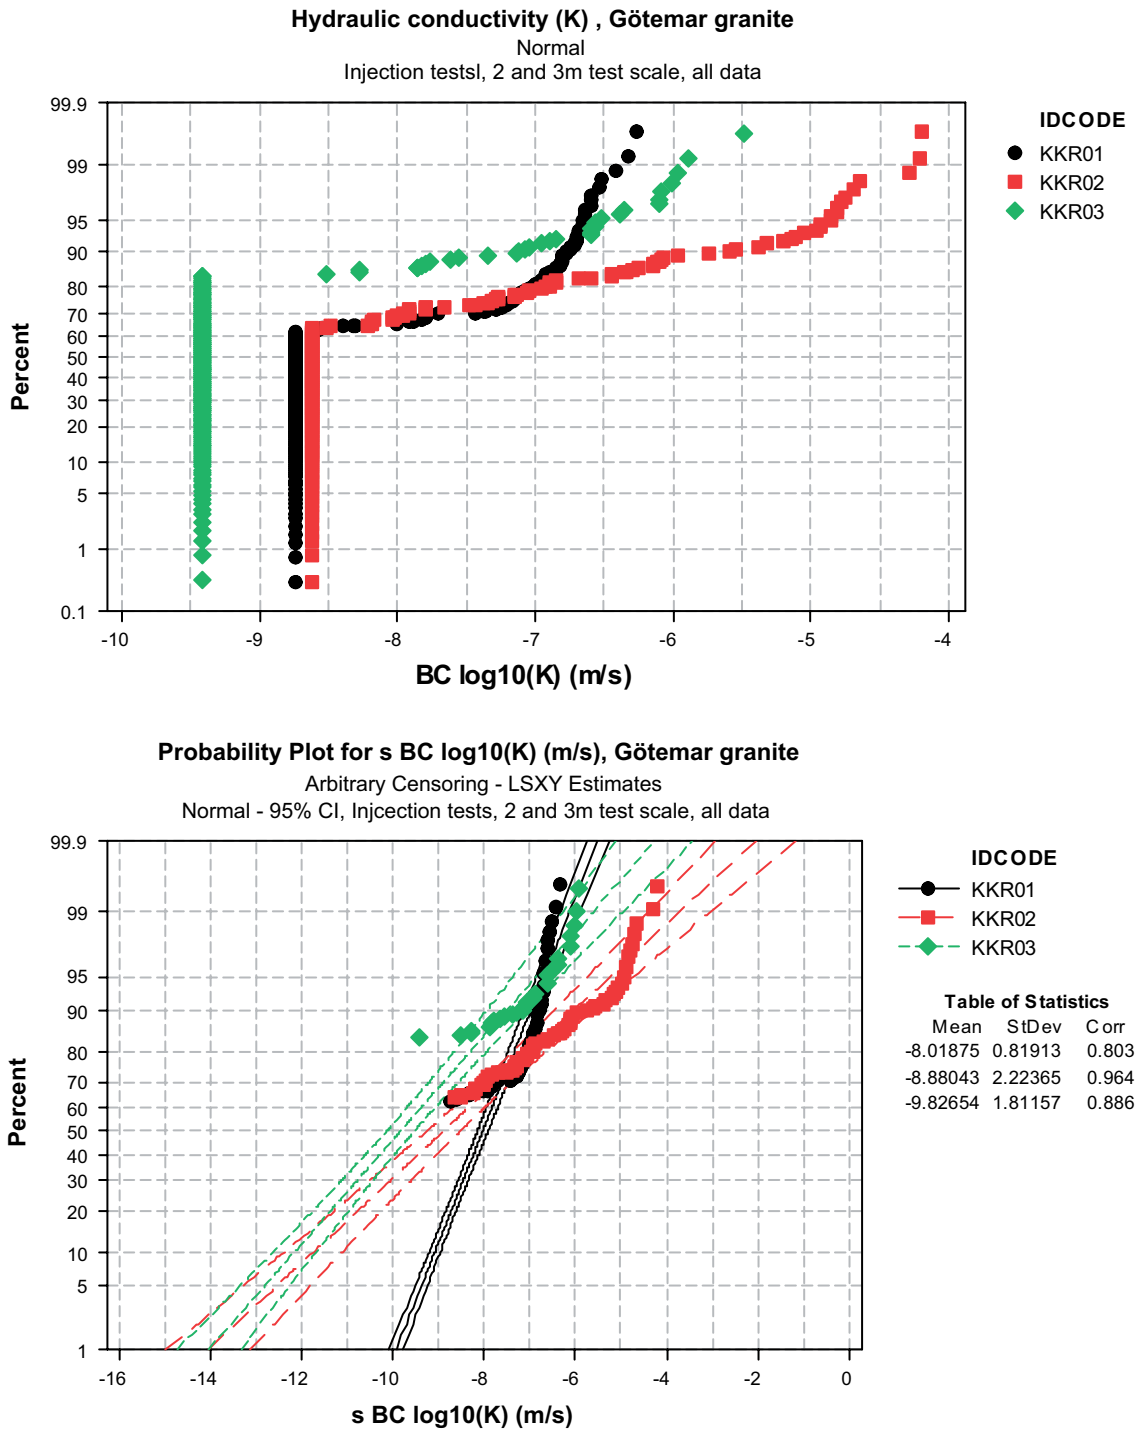 Hydraulic conductivity (K) , Götemar granite
Normal
Injection testsl, 2 and 3m test scale, all data
99.9
99
95
90
80
70
60
50
40
30
20
10
5
1
0.1
Percent
-10 -9 -8 -7 -6 -5 -4
BC log10(K) (m/s)
IDCODE
KKR01
KKR02
KKR03
Probability Plot for s BC log10(K) (m/s), Götemar granite
Arbitrary Censoring - LSXY Estimates
Normal - 95% CI, Injcection tests, 2 and 3m test scale, all data
99.9
99
95
90
80
70
60
50
40
30
20
10
5
1
Percent
-16 -14 -12 -10 -8 -6 -4 -2 0
s BC log10(K) (m/s)
IDCODE
KKR01
KKR02
KKR03
Table of Statistics
Mean StDev Corr
-8.01875 0.81913 0.803
-8.88043 2.22365 0.964
-9.82654 1.81157 0.886